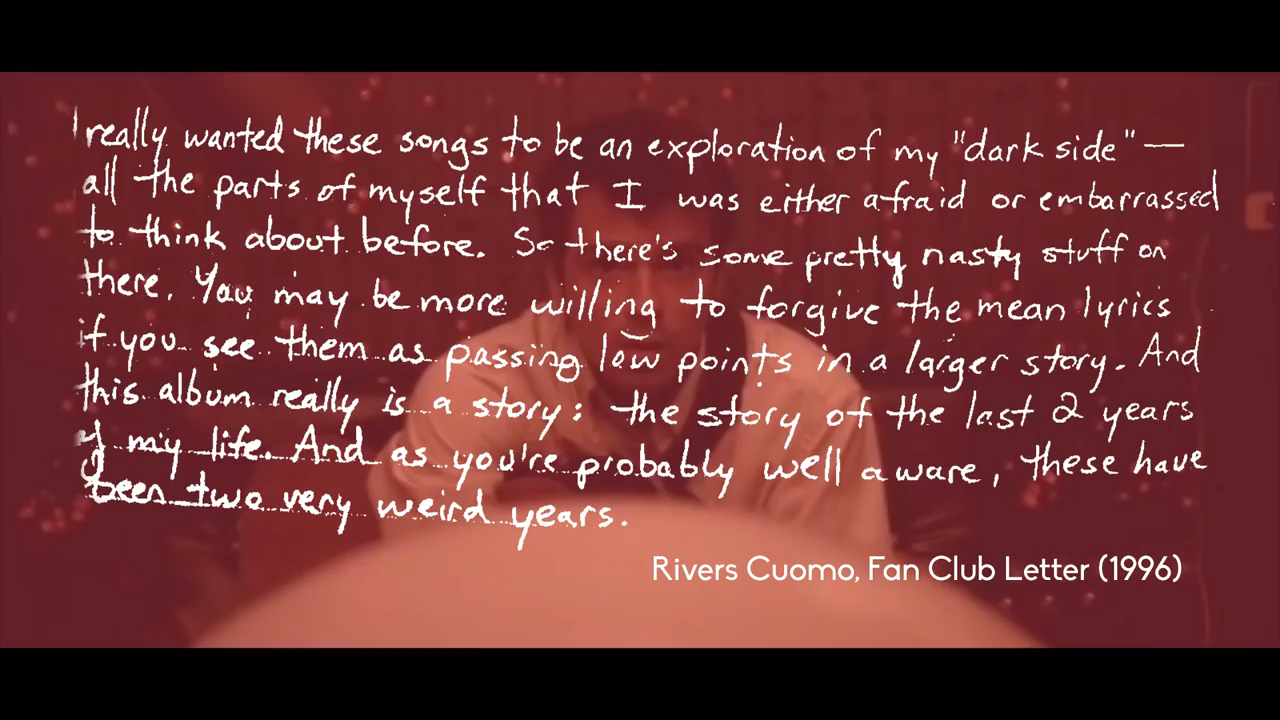 I really wanted these songs to be an exploration of my "dark side" —
all the parts of myself that I was either afraid or embarrassed
to think about before. So there's some pretty nasty stuff on
there. You may be more willing to forgive the mean lyrics
if you see them as passing low points in a larger story. And
this album really is a story: the story of the last 2 years
of my life. And as you're probably well aware, these have
been two very weird years.
Rivers Cuomo, Fan Club Letter (1996)